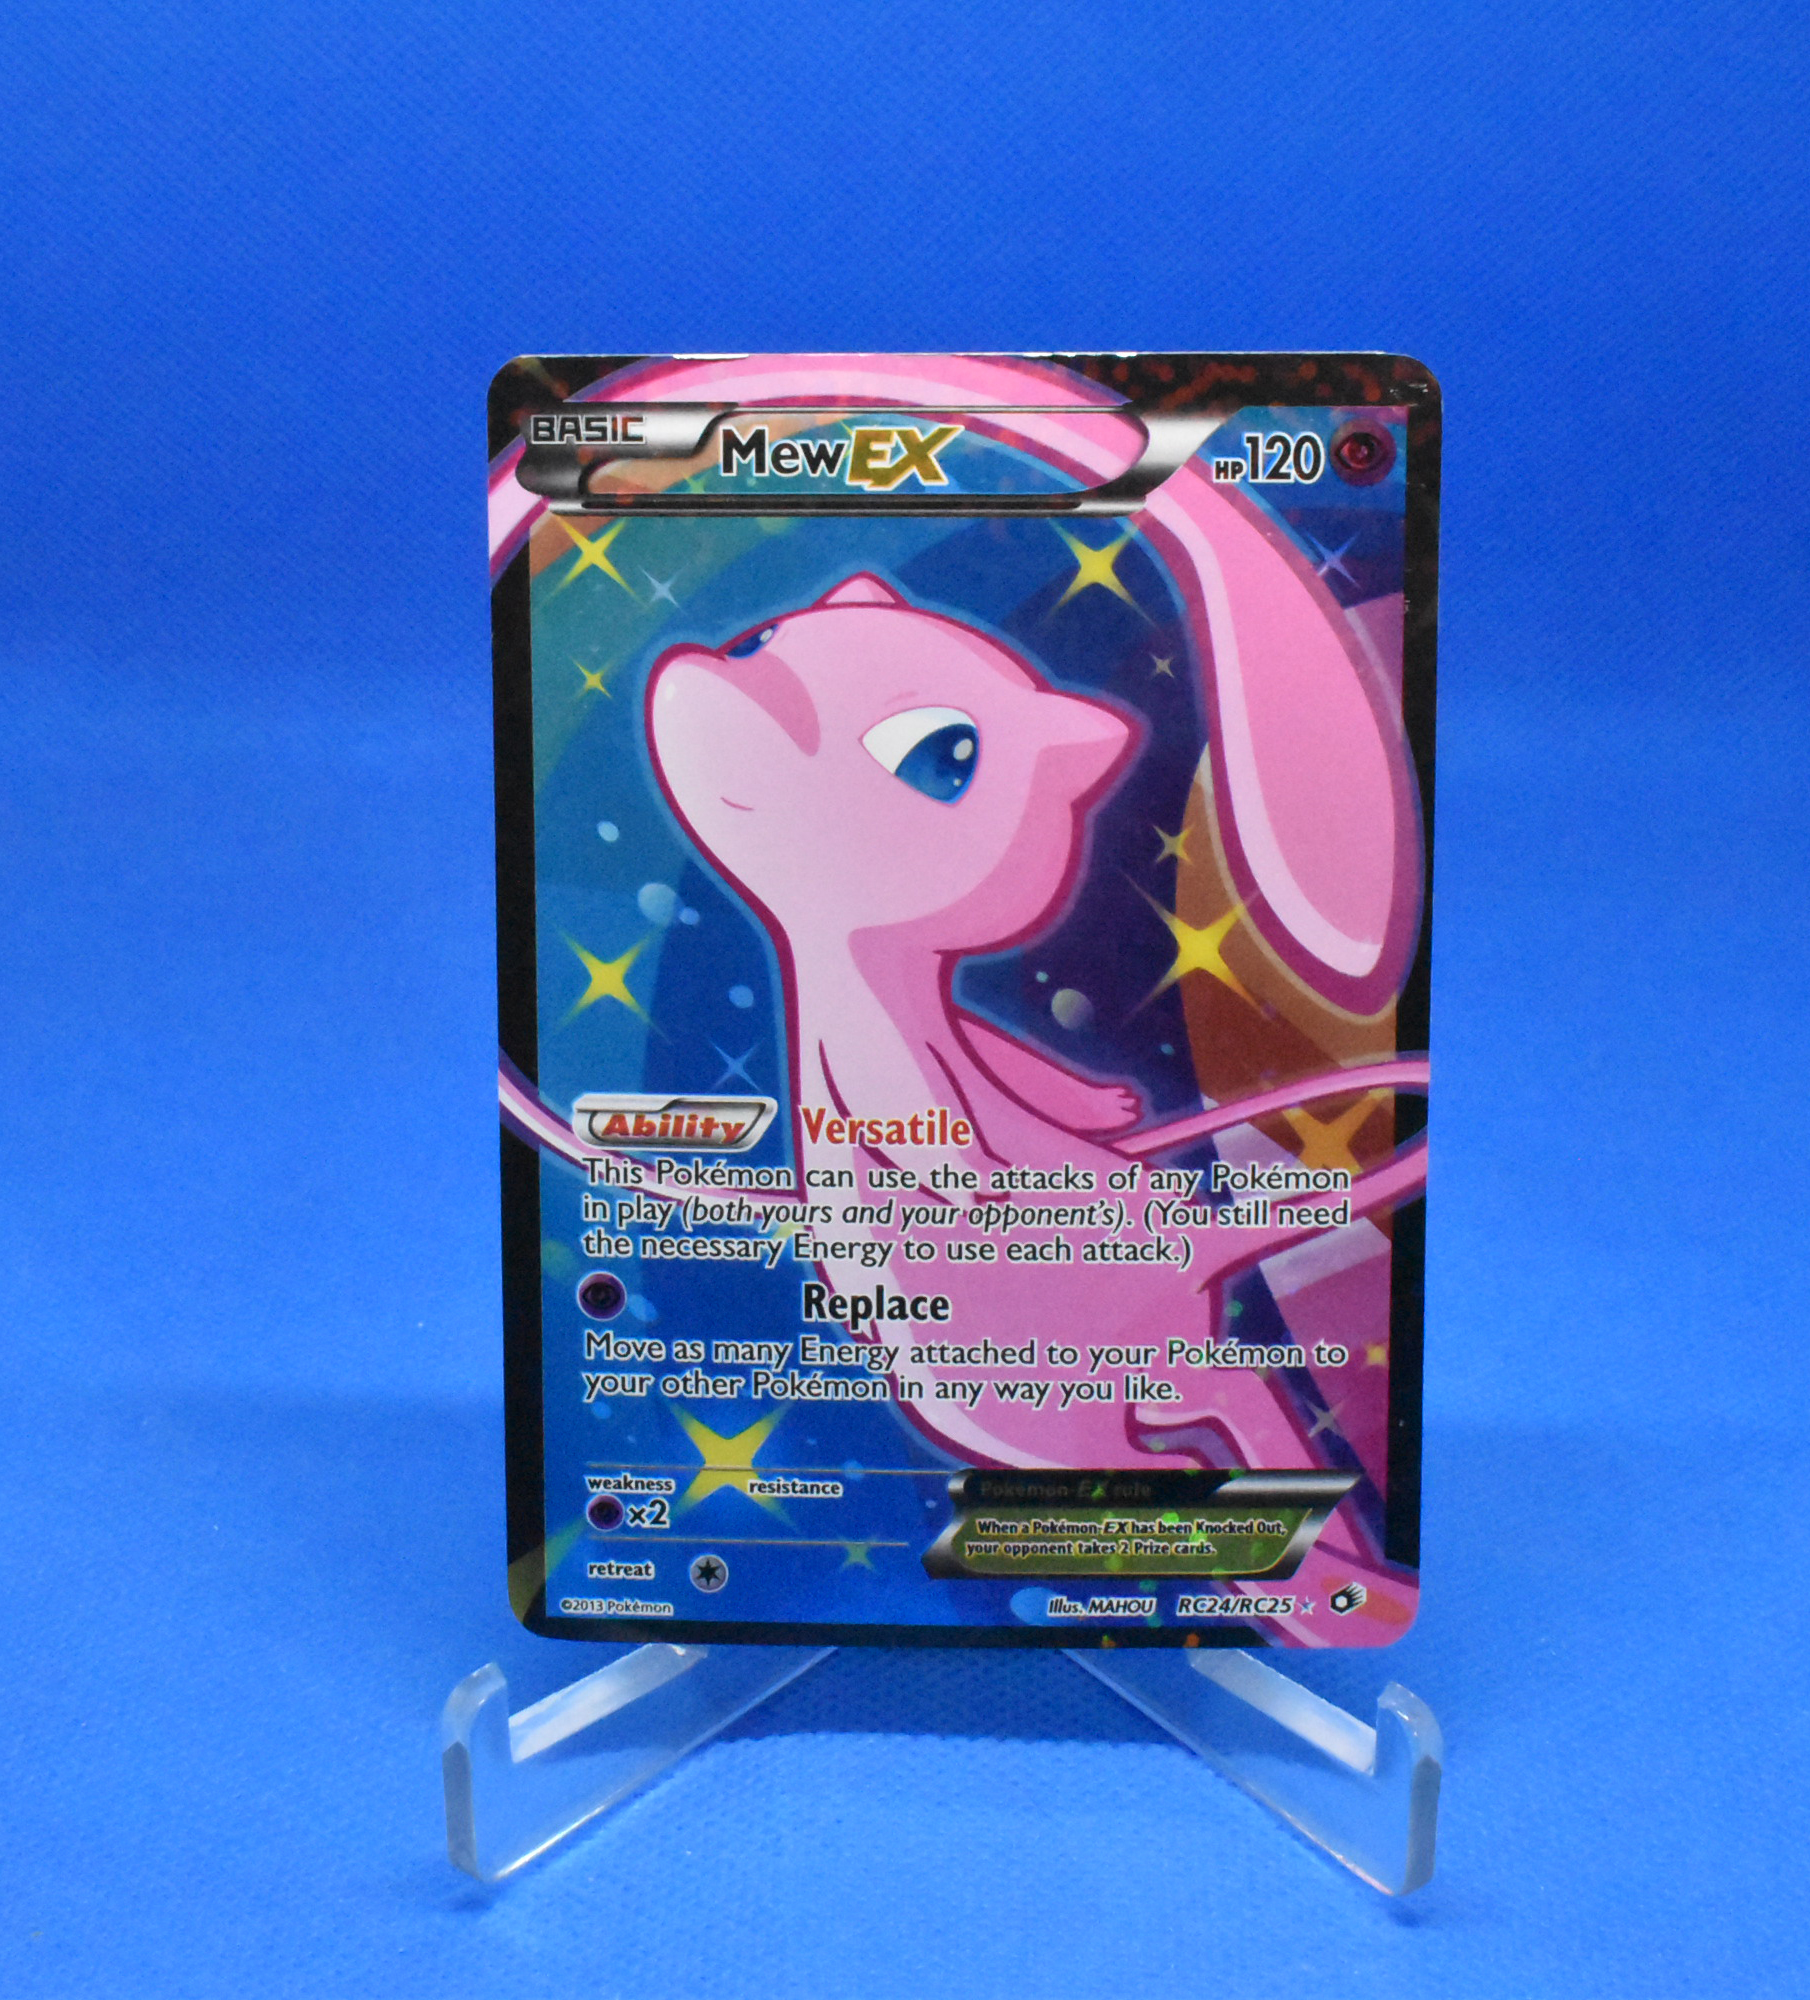 BASIC
MewEX
HP120
Ability Versatile
This Pokémon can use the attacks of any Pokémon
in play (both yours and your opponent's). (You still need
the necessary Energy to use each attack.)
Replace
Move as many Energy attached to your Pokémon to
your other Pokémon in any way you like.
weakness resistance
×2
Pokémon-EX rule
When a Pokémon-EX has been Knocked Out,
your opponent takes 2 Prize cards.
retreat
©2013 Pokémon
Illus. MAHOU RC24/RC25